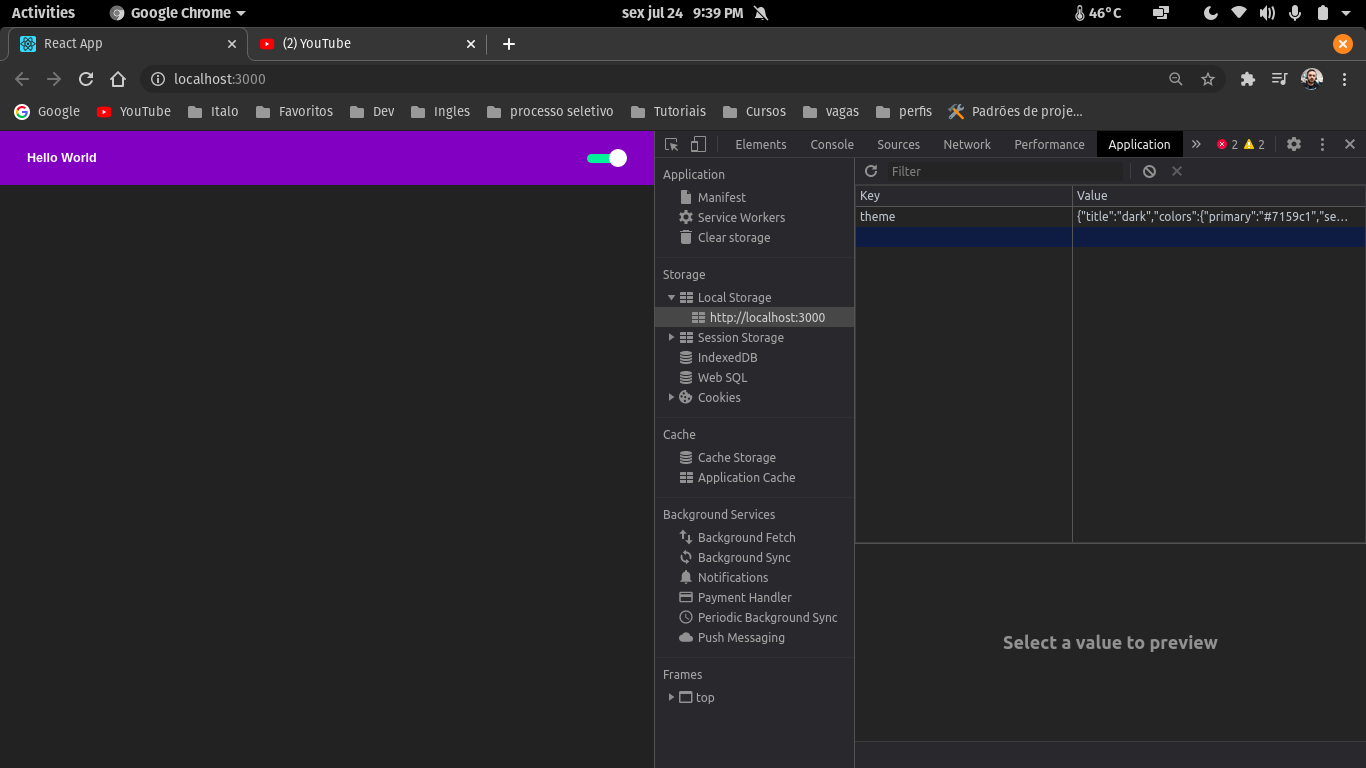 Activities Google Chrome sex jul 24 9:39 PM 46°C
React App (2) YouTube
localhost:3000
Google YouTube Italo Favoritos Dev Ingles processo seletivo Tutoriais Cursos vagas perfis Padrões de proje...
Hello World
Elements Console Sources Network Performance Application » 2 2
Application
Manifest
Service Workers
Clear storage
Storage
Local Storage
http://localhost:3000
Session Storage
IndexedDB
Web SQL
Cookies
Cache
Cache Storage
Application Cache
Background Services
Background Fetch
Background Sync
Notifications
Payment Handler
Periodic Background Sync
Push Messaging
Frames
top
Filter
Key Value
theme {"title":"dark","colors":{"primary":"#7159c1","se…
Select a value to preview